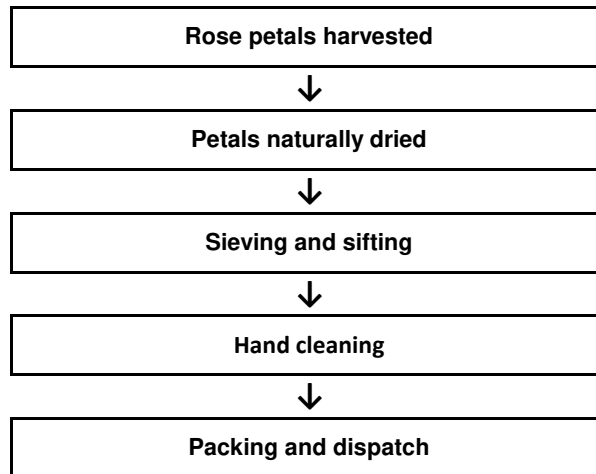 Rose petals harvested
Petals naturally dried
Sieving and sifting
Hand cleaning
Packing and dispatch